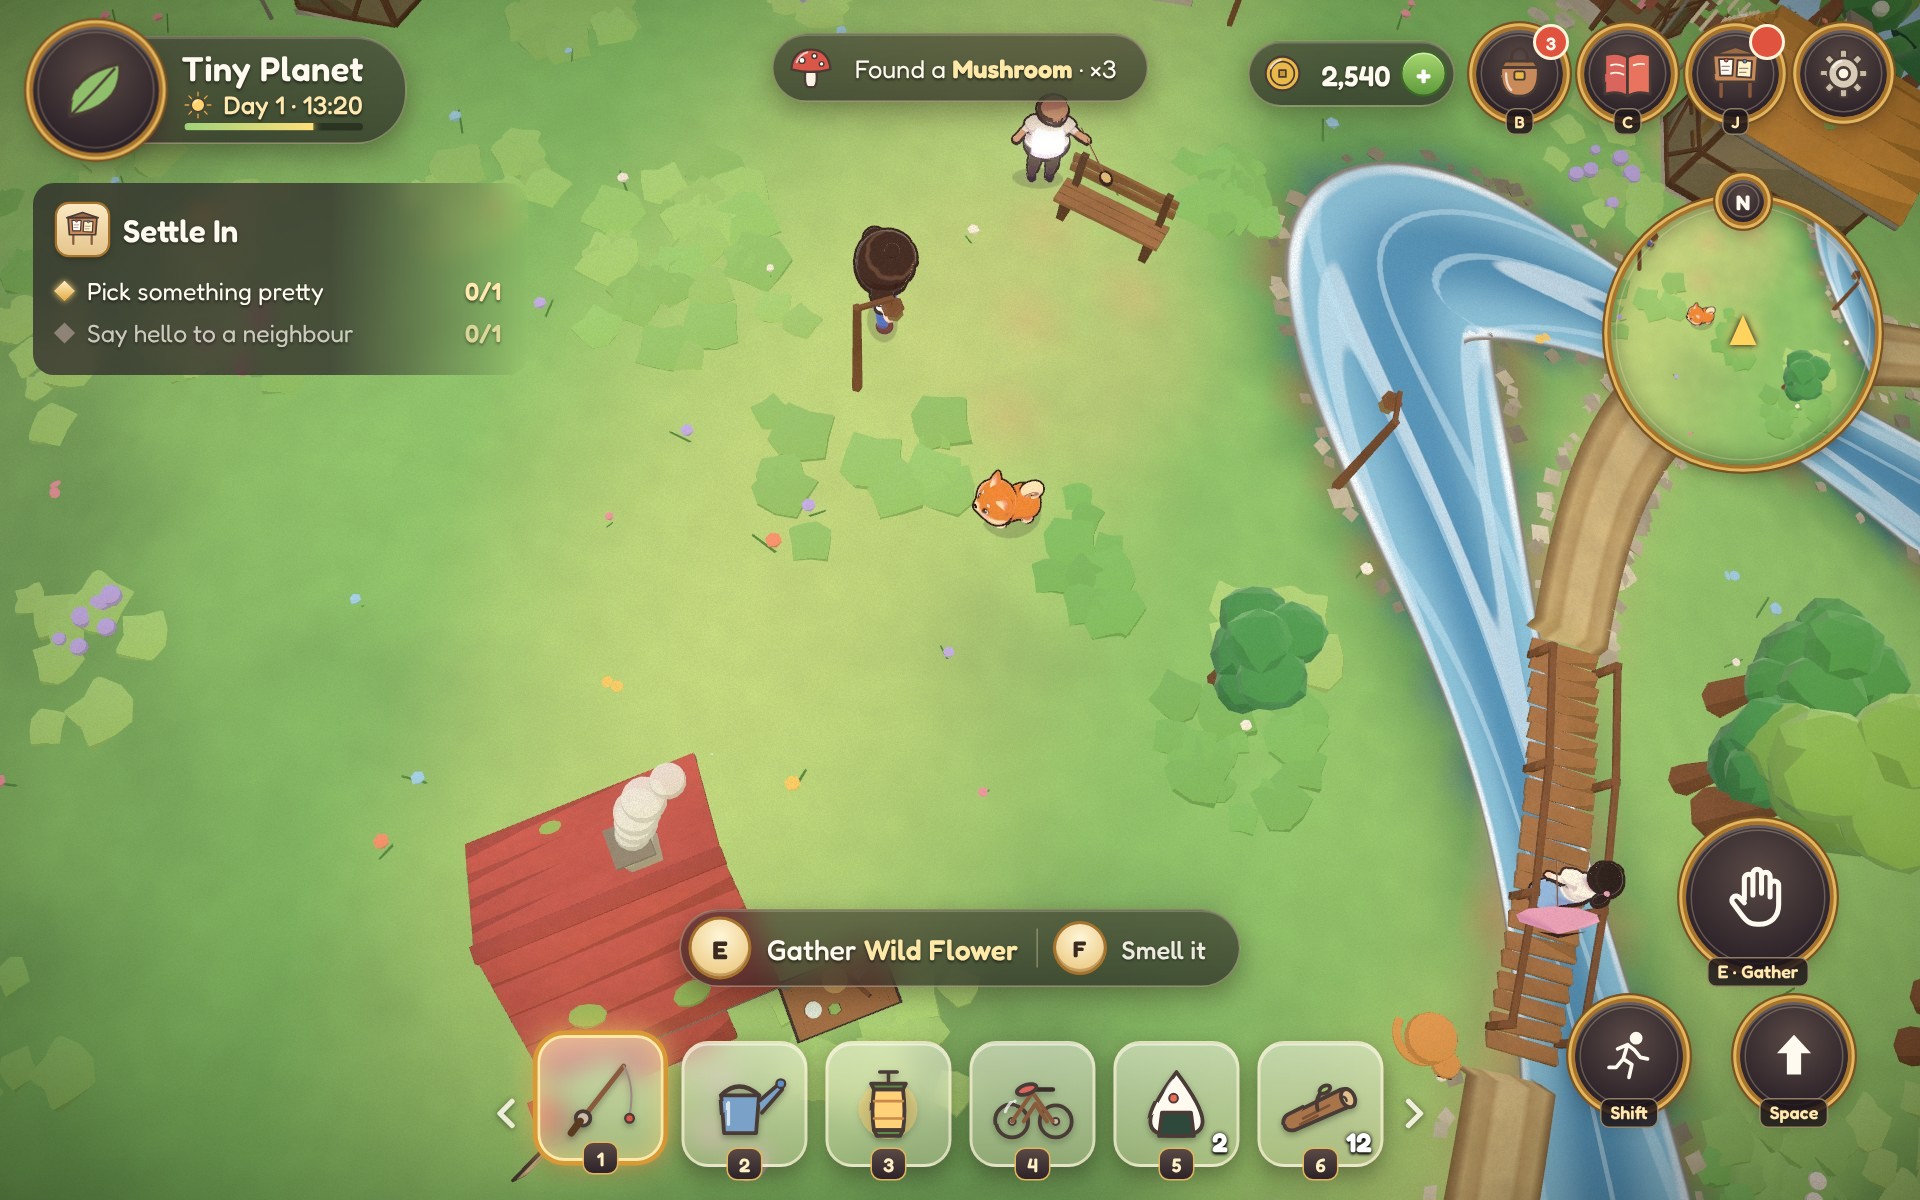 Tiny Planet
Day 1 · 13:20
Found a Mushroom · ×3
2,540
3
B
C
J
N
Settle In
Pick something pretty 0/1
Say hello to a neighbour 0/1
E Gather Wild Flower F Smell it
E · Gather
Shift
Space
2
12
1
2
3
4
5
6